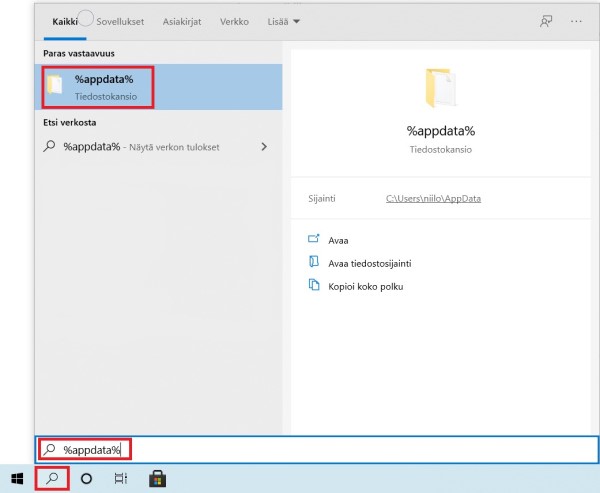 Kaikki Sovellukset Asiakirjat Verkko Lisää
Paras vastaavuus
%appdata%
Tiedostokansio
Etsi verkosta
%appdata% - Näytä verkon tulokset
%appdata%
Tiedostokansio
Sijainti C:\Users\niilo\AppData
Avaa
Avaa tiedostosijainti
Kopioi koko polku
%appdata%